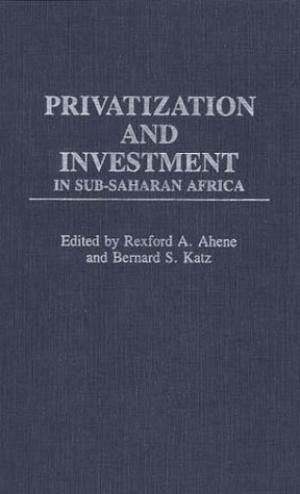 PRIVATIZATION
AND
INVESTMENT
IN SUB-SAHARAN AFRICA
Edited by Rexford A. Ahene
and Bernard S. Katz